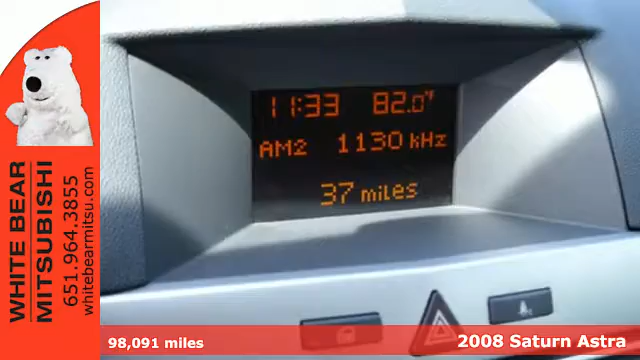 WHITE BEAR
MITSUBISHI
651.964.3855
whitebearmitsu.com
11:33 82.0°F
AM2 1130 kHz
37 miles
98,091 miles
2008 Saturn Astra